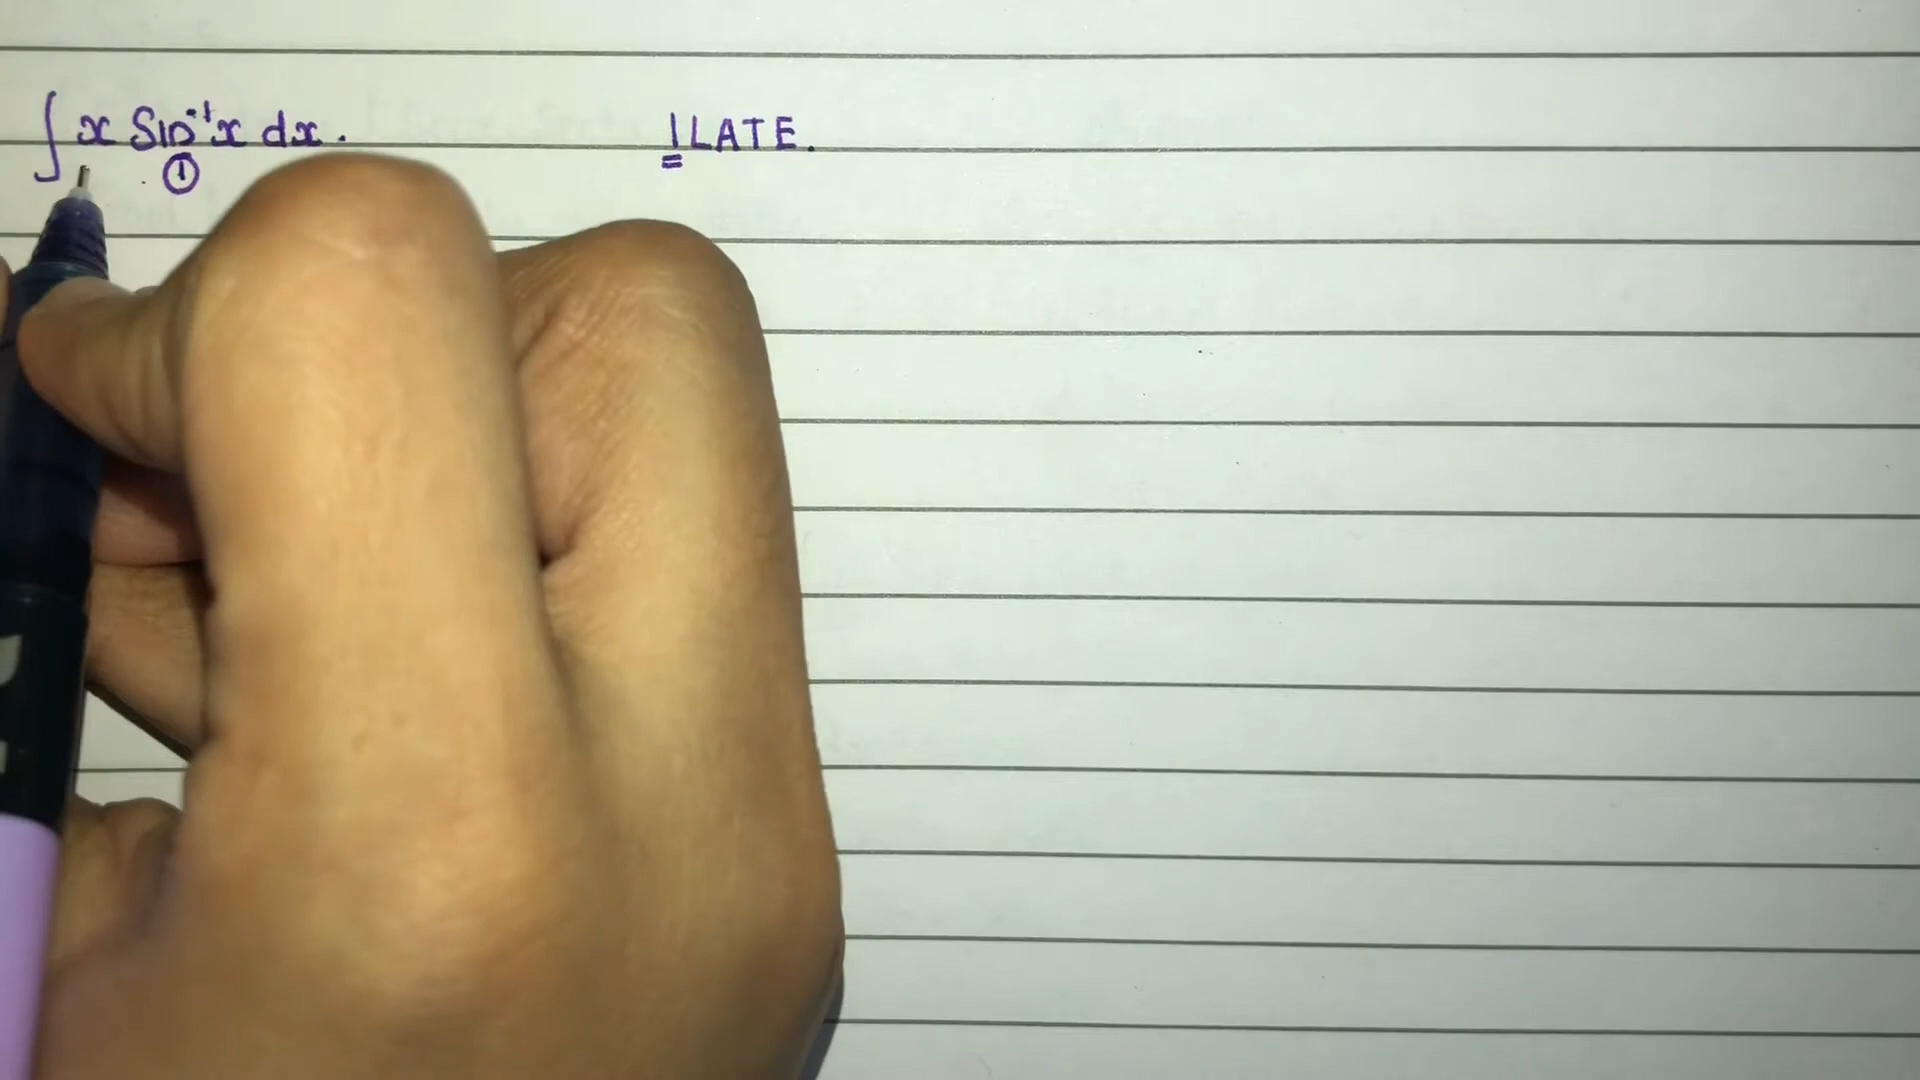 ∫ x Sin⁻¹x dx. ILATE.
①